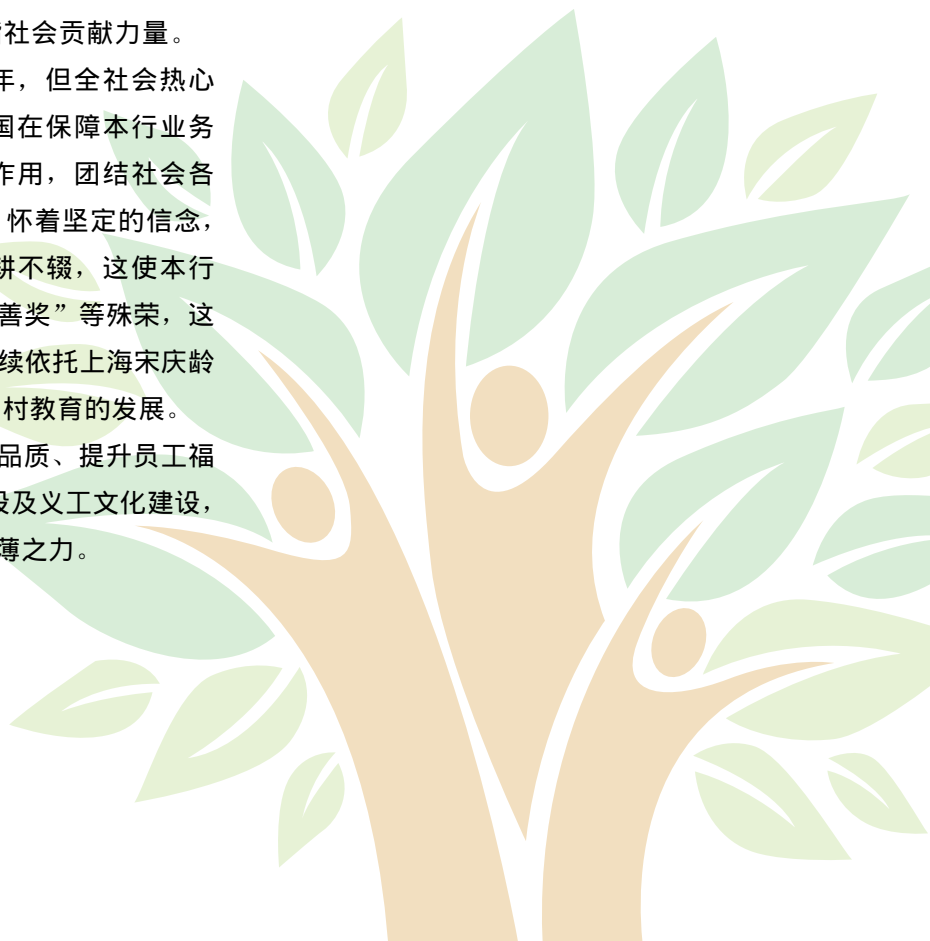 社会贡献力量。
年，但全社会热心
国在保障本行业务
作用，团结社会各
怀着坚定的信念，
耕不辍，这使本行
善奖”等殊荣，这
续依托上海宋庆龄
村教育的发展。
品质、提升员工福
设及义工文化建设，
薄之力。